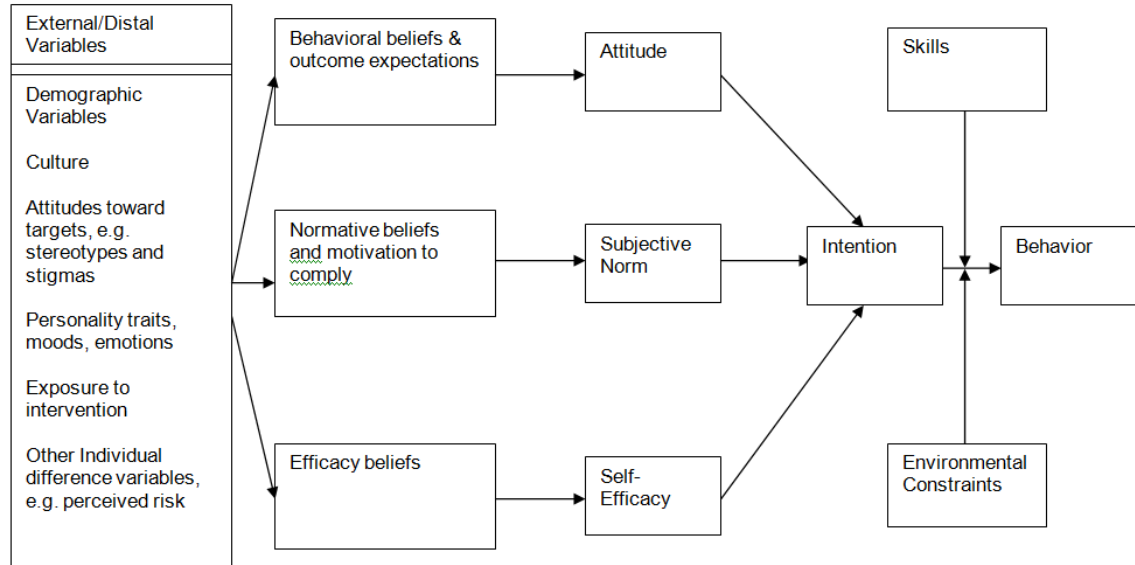 External/Distal
Variables
Demographic
Variables
Culture
Attitudes toward
targets, e.g.
stereotypes and
stigmas
Personality traits,
moods, emotions
Exposure to
intervention
Other Individual
difference variables,
e.g. perceived risk
Behavioral beliefs &
outcome expectations
Normative beliefs
and motivation to
comply
Efficacy beliefs
Attitude
Subjective
Norm
Self-
Efficacy
Intention
Skills
Environmental
Constraints
Behavior